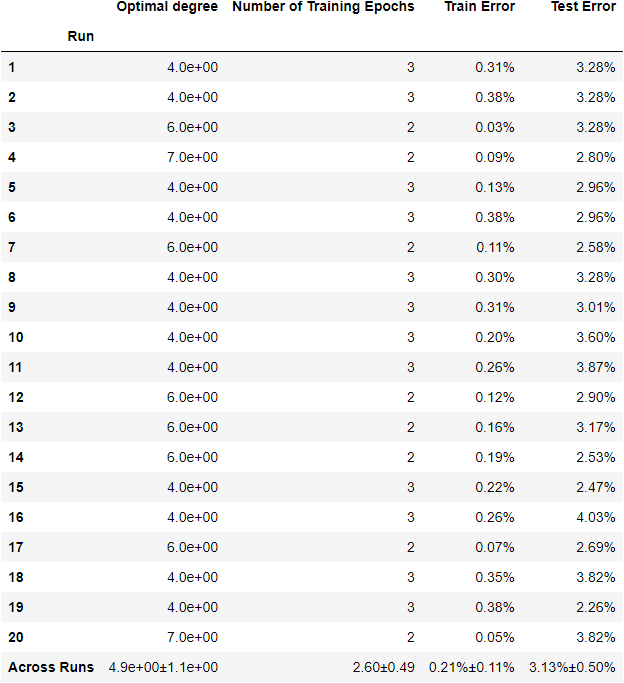 Optimal degree Number of Training Epochs Train Error Test Error
Run
1 4.0e+00 3 0.31% 3.28%
2 4.0e+00 3 0.38% 3.28%
3 6.0e+00 2 0.03% 3.28%
4 7.0e+00 2 0.09% 2.80%
5 4.0e+00 3 0.13% 2.96%
6 4.0e+00 3 0.38% 2.96%
7 6.0e+00 2 0.11% 2.58%
8 4.0e+00 3 0.30% 3.28%
9 4.0e+00 3 0.31% 3.01%
10 4.0e+00 3 0.20% 3.60%
11 4.0e+00 3 0.26% 3.87%
12 6.0e+00 2 0.12% 2.90%
13 6.0e+00 2 0.16% 3.17%
14 6.0e+00 2 0.19% 2.53%
15 4.0e+00 3 0.22% 2.47%
16 4.0e+00 3 0.26% 4.03%
17 6.0e+00 2 0.07% 2.69%
18 4.0e+00 3 0.35% 3.82%
19 4.0e+00 3 0.38% 2.26%
20 7.0e+00 2 0.05% 3.82%
Across Runs 4.9e+00±1.1e+00 2.60±0.49 0.21%±0.11% 3.13%±0.50%